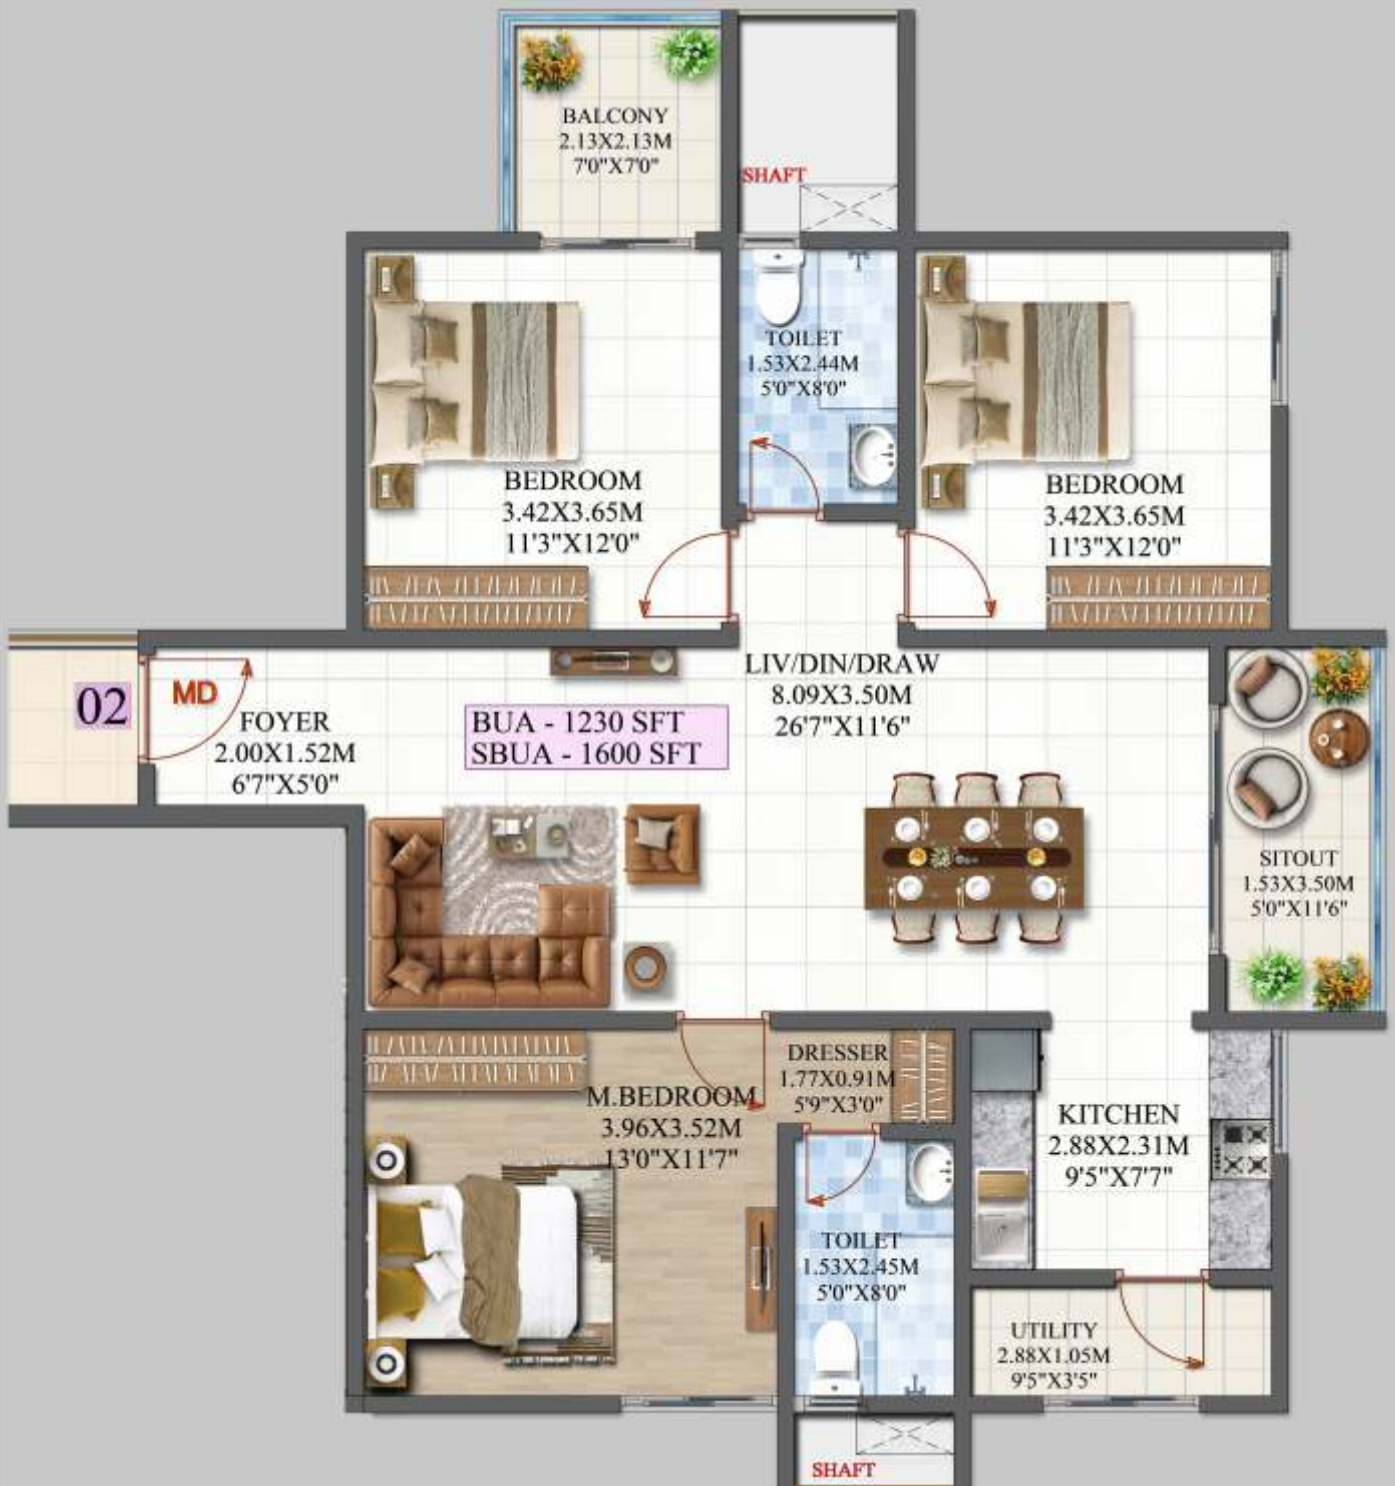 BALCONY
2.13X2.13M
7'0"X7'0"
SHAFT
TOILET
1.53X2.44M
5'0"X8'0"
BEDROOM
3.42X3.65M
11'3"X12'0"
BEDROOM
3.42X3.65M
11'3"X12'0"
02
MD
FOYER
2.00X1.52M
6'7"X5'0"
BUA - 1230 SFT
SBUA - 1600 SFT
LIV/DIN/DRAW
8.09X3.50M
26'7"X11'6"
SITOUT
1.53X3.50M
5'0"X11'6"
M.BEDROOM
3.96X3.52M
13'0"X11'7"
DRESSER
1.77X0.91M
5'9"X3'0"
KITCHEN
2.88X2.31M
9'5"X7'7"
TOILET
1.53X2.45M
5'0"X8'0"
UTILITY
2.88X1.05M
9'5"X3'5"
SHAFT